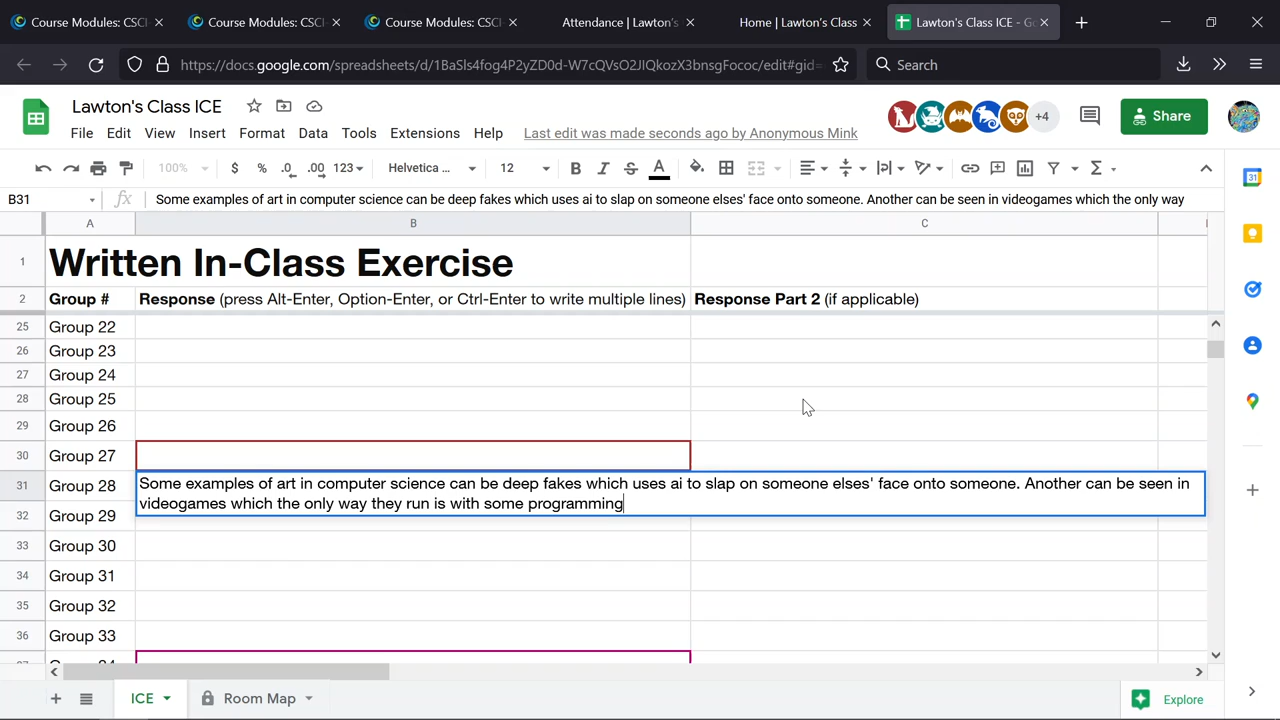 Course Modules: CSCI
Course Modules: CSCI
Course Modules: CSCI
Attendance | Lawton's
Home | Lawton's Class
Lawton's Class ICE - Go
https://docs.google.com/spreadsheets/d/1BaSls4fog4P2yZD0d-W7cQVsO2JIQkozX3bnsgFococ/edit#gid=
Search
Lawton's Class ICE
+4
Share
File Edit View Insert Format Data Tools Extensions Help
Last edit was made seconds ago by Anonymous Mink
100% $ % .0 .00 123 Helvetica ... 12 B I S A
B31
fx
Some examples of art in computer science can be deep fakes which uses ai to slap on someone elses' face onto someone. Another can be seen in videogames which the only way
A B C
1 Written In-Class Exercise
2 Group # Response (press Alt-Enter, Option-Enter, or Ctrl-Enter to write multiple lines) Response Part 2 (if applicable)
25 Group 22
26 Group 23
27 Group 24
28 Group 25
29 Group 26
30 Group 27
31 Group 28 Some examples of art in computer science can be deep fakes which uses ai to slap on someone elses' face onto someone. Another can be seen in
videogames which the only way they run is with some programming
32 Group 29
33 Group 30
34 Group 31
35 Group 32
36 Group 33
ICE
Room Map
Explore
31